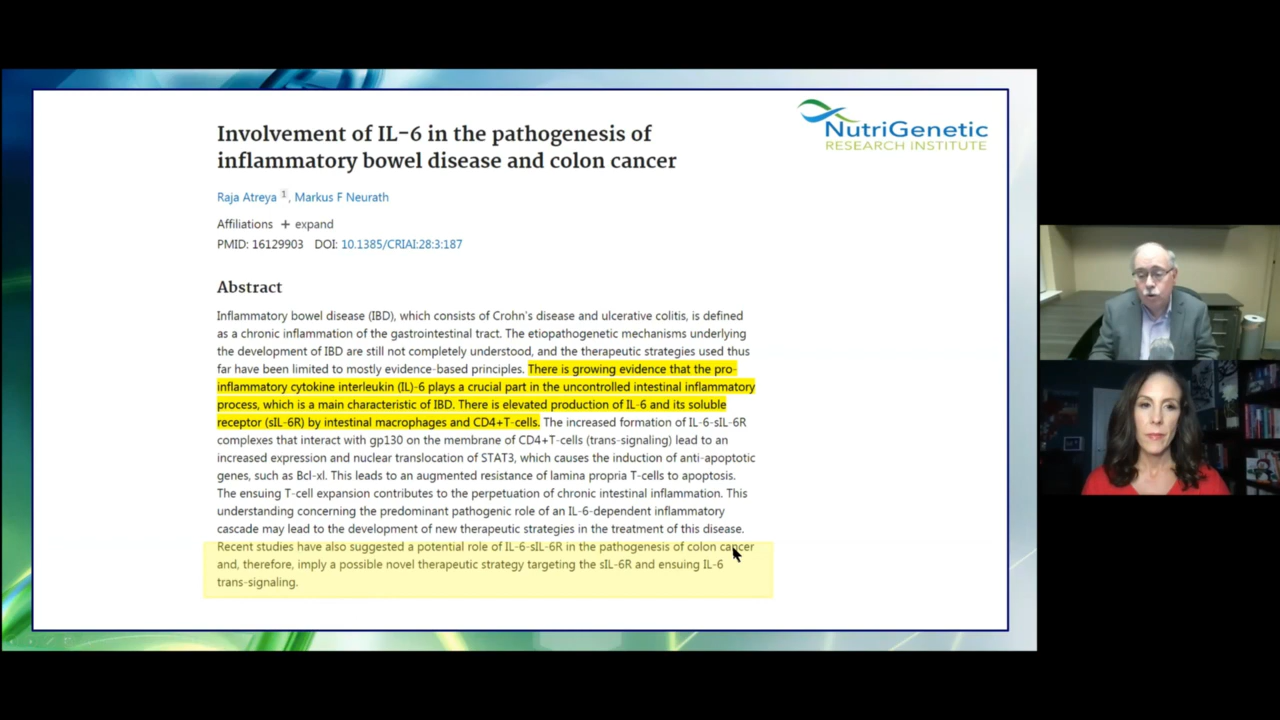 NutriGenetic
RESEARCH INSTITUTE
Involvement of IL-6 in the pathogenesis of
inflammatory bowel disease and colon cancer
Raja Atreya 1, Markus F Neurath
Affiliations + expand
PMID: 16129903 DOI: 10.1385/CRIAI:28:3:187
Abstract
Inflammatory bowel disease (IBD), which consists of Crohn's disease and ulcerative colitis, is defined
as a chronic inflammation of the gastrointestinal tract. The etiopathogenetic mechanisms underlying
the development of IBD are still not completely understood, and the therapeutic strategies used thus
far have been limited to mostly evidence-based principles. There is growing evidence that the pro-
inflammatory cytokine interleukin (IL)-6 plays a crucial part in the uncontrolled intestinal inflammatory
process, which is a main characteristic of IBD. There is elevated production of IL-6 and its soluble
receptor (sIL-6R) by intestinal macrophages and CD4+T-cells. The increased formation of IL-6-sIL-6R
complexes that interact with gp130 on the membrane of CD4+T-cells (trans-signaling) lead to an
increased expression and nuclear translocation of STAT3, which causes the induction of anti-apoptotic
genes, such as Bcl-xl. This leads to an augmented resistance of lamina propria T-cells to apoptosis.
The ensuing T-cell expansion contributes to the perpetuation of chronic intestinal inflammation. This
understanding concerning the predominant pathogenic role of an IL-6-dependent inflammatory
cascade may lead to the development of new therapeutic strategies in the treatment of this disease.
Recent studies have also suggested a potential role of IL-6-sIL-6R in the pathogenesis of colon cancer
and, therefore, imply a possible novel therapeutic strategy targeting the sIL-6R and ensuing IL-6
trans-signaling.